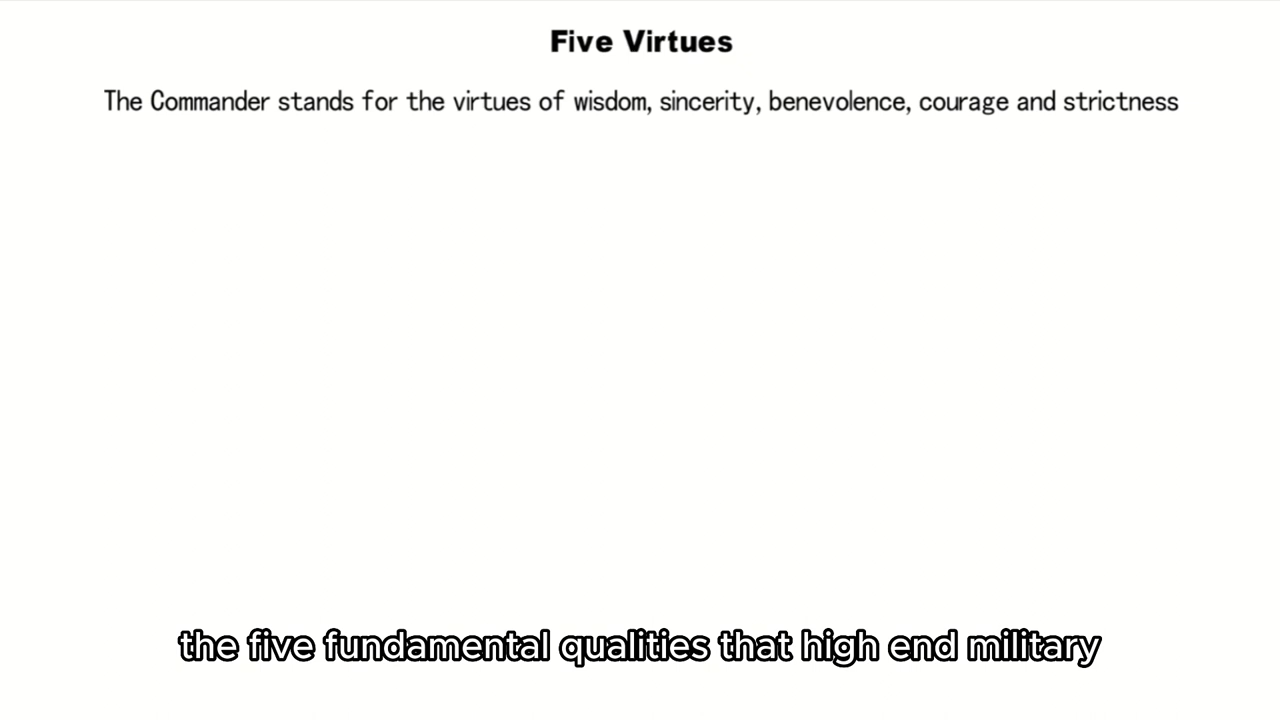 Five Virtues
The Commander stands for the virtues of wisdom, sincerity, benevolence, courage and strictness
the five fundamental qualities that high end military